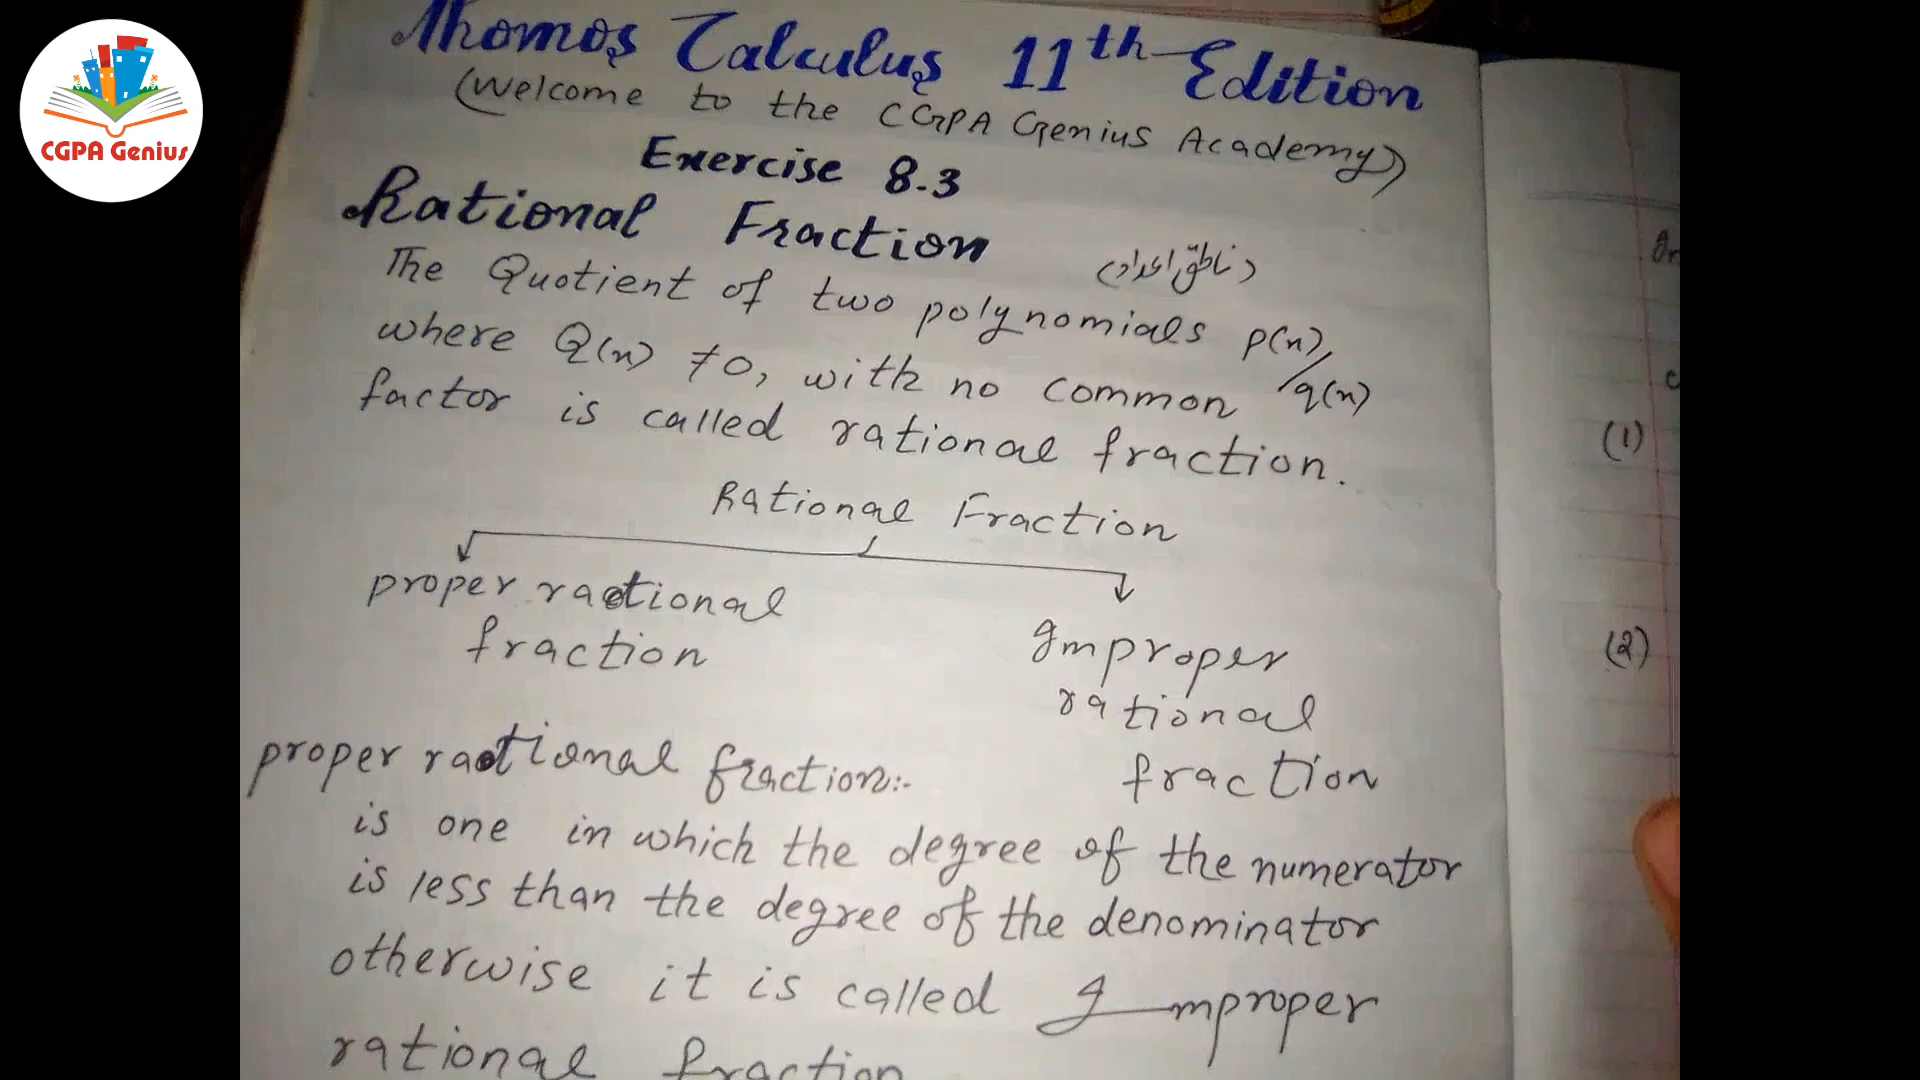 CGPA Genius
Thomas Calculus 11th Edition
(Welcome to the CGPA Genius Academy)
Exercise 8.3
Rational Fraction
(ناطق اعداد)
The Quotient of two polynomials p(x)/q(x)
where Q(x) ≠ 0, with no common
factor is called rational fraction.
Rational Fraction
proper rational
fraction
Improper
rational
fraction
proper rational fraction:-
is one in which the degree of the numerator
is less than the degree of the denominator
otherwise it is called Improper
rational fraction
(1)
(2)